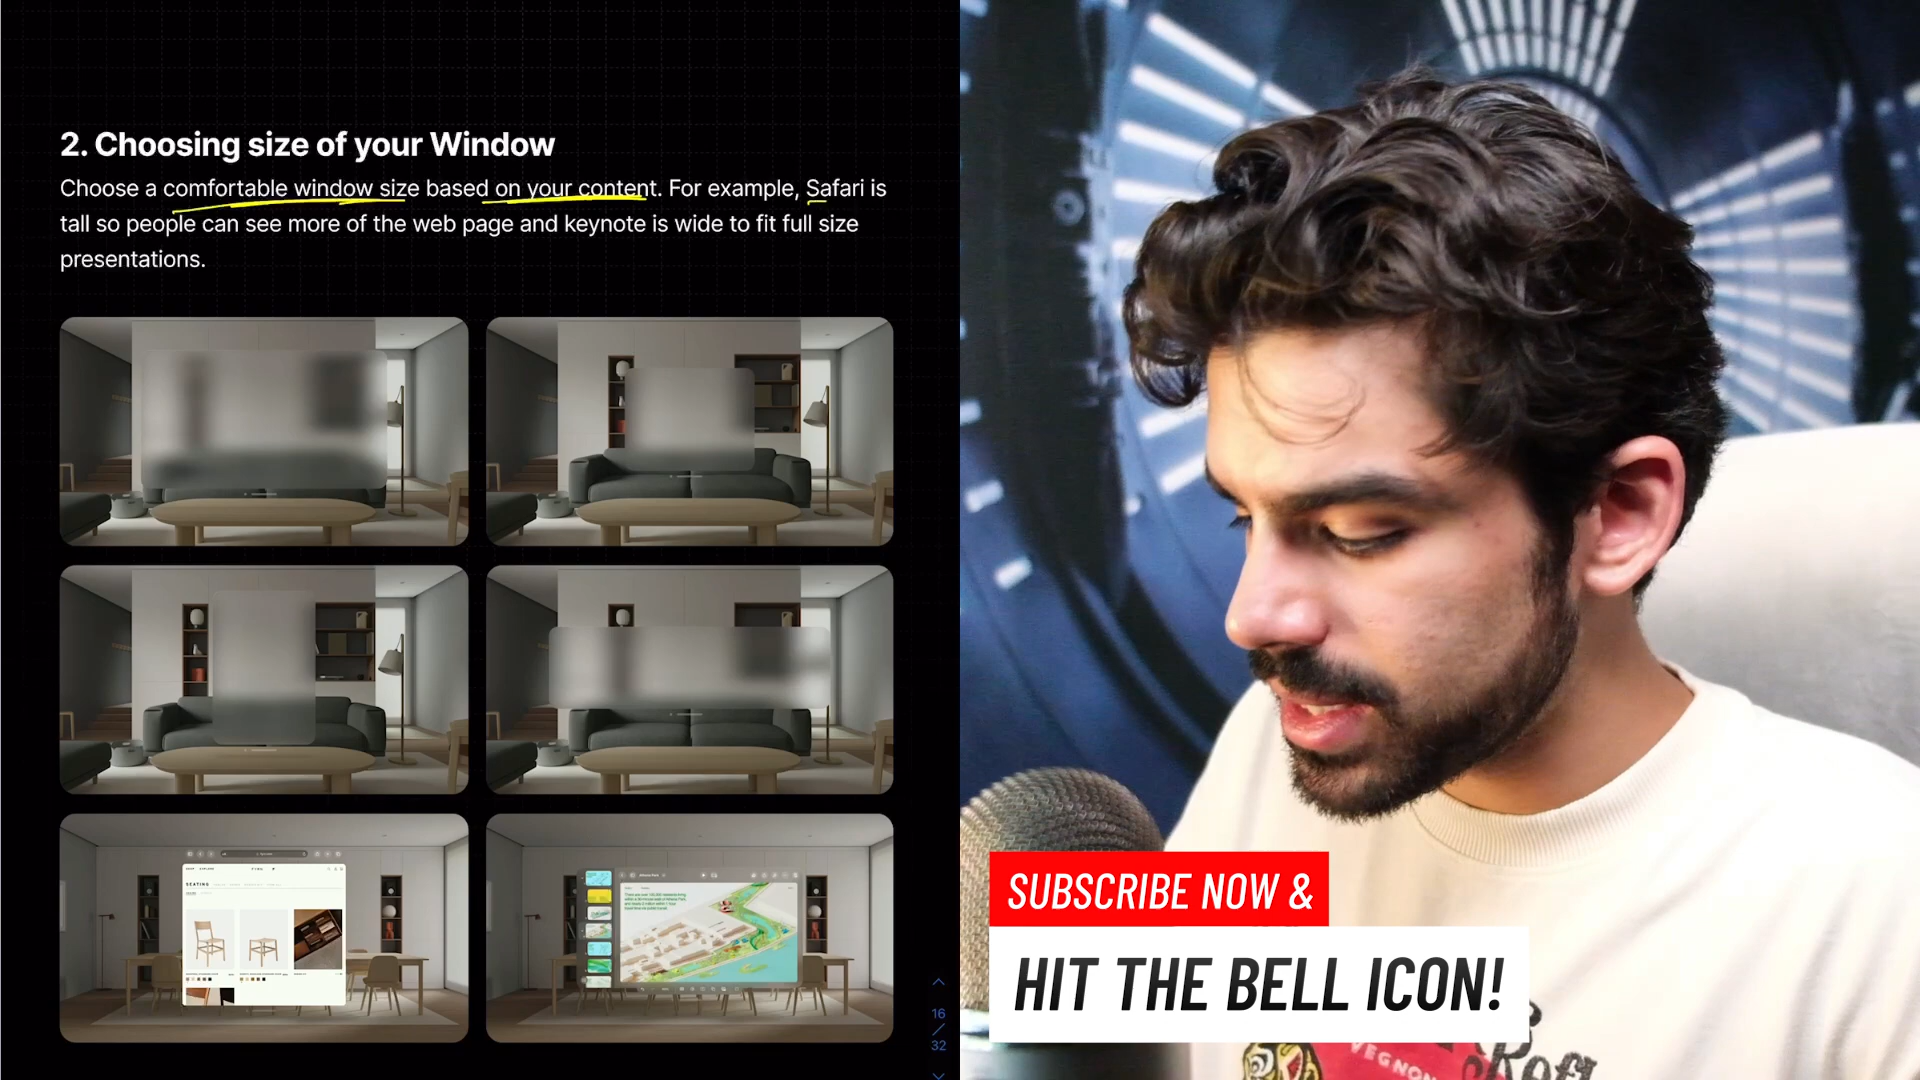 2. Choosing size of your Window
Choose a comfortable window size based on your content. For example, Safari is
tall so people can see more of the web page and keynote is wide to fit full size
presentations.
SEATING
16
/
32
SUBSCRIBE NOW &
HIT THE BELL ICON!
VEGNON